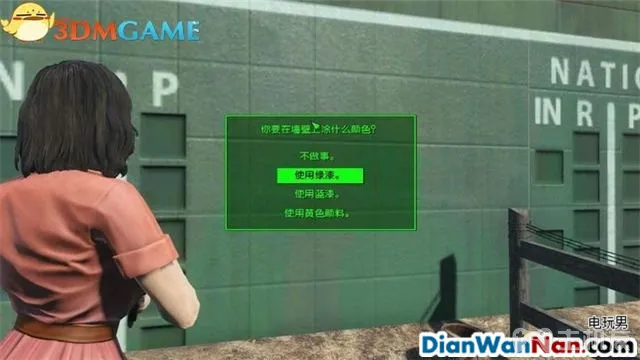 3DMGAME
N R P
NATIO
IN R I P
你要在墙壁上涂什么颜色?
不做事。
使用绿漆。
使用蓝漆。
使用黄色颜料。
电玩男
DianWanNan.com